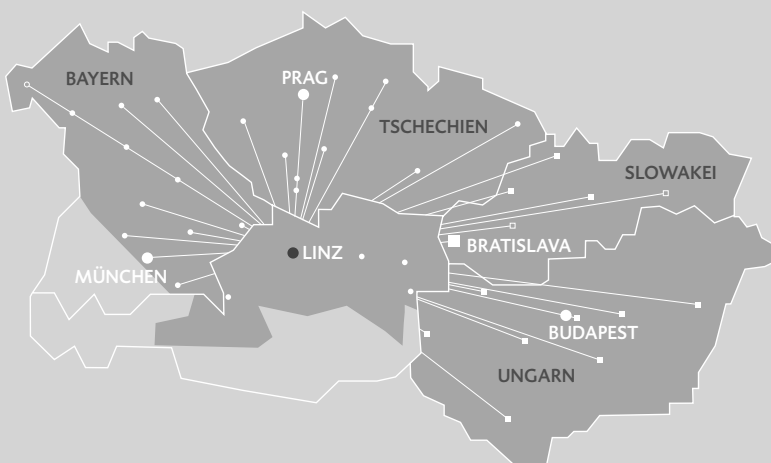 BAYERN
PRAG
TSCHECHIEN
SLOWAKEI
LINZ
BRATISLAVA
MÜNCHEN
BUDAPEST
UNGARN